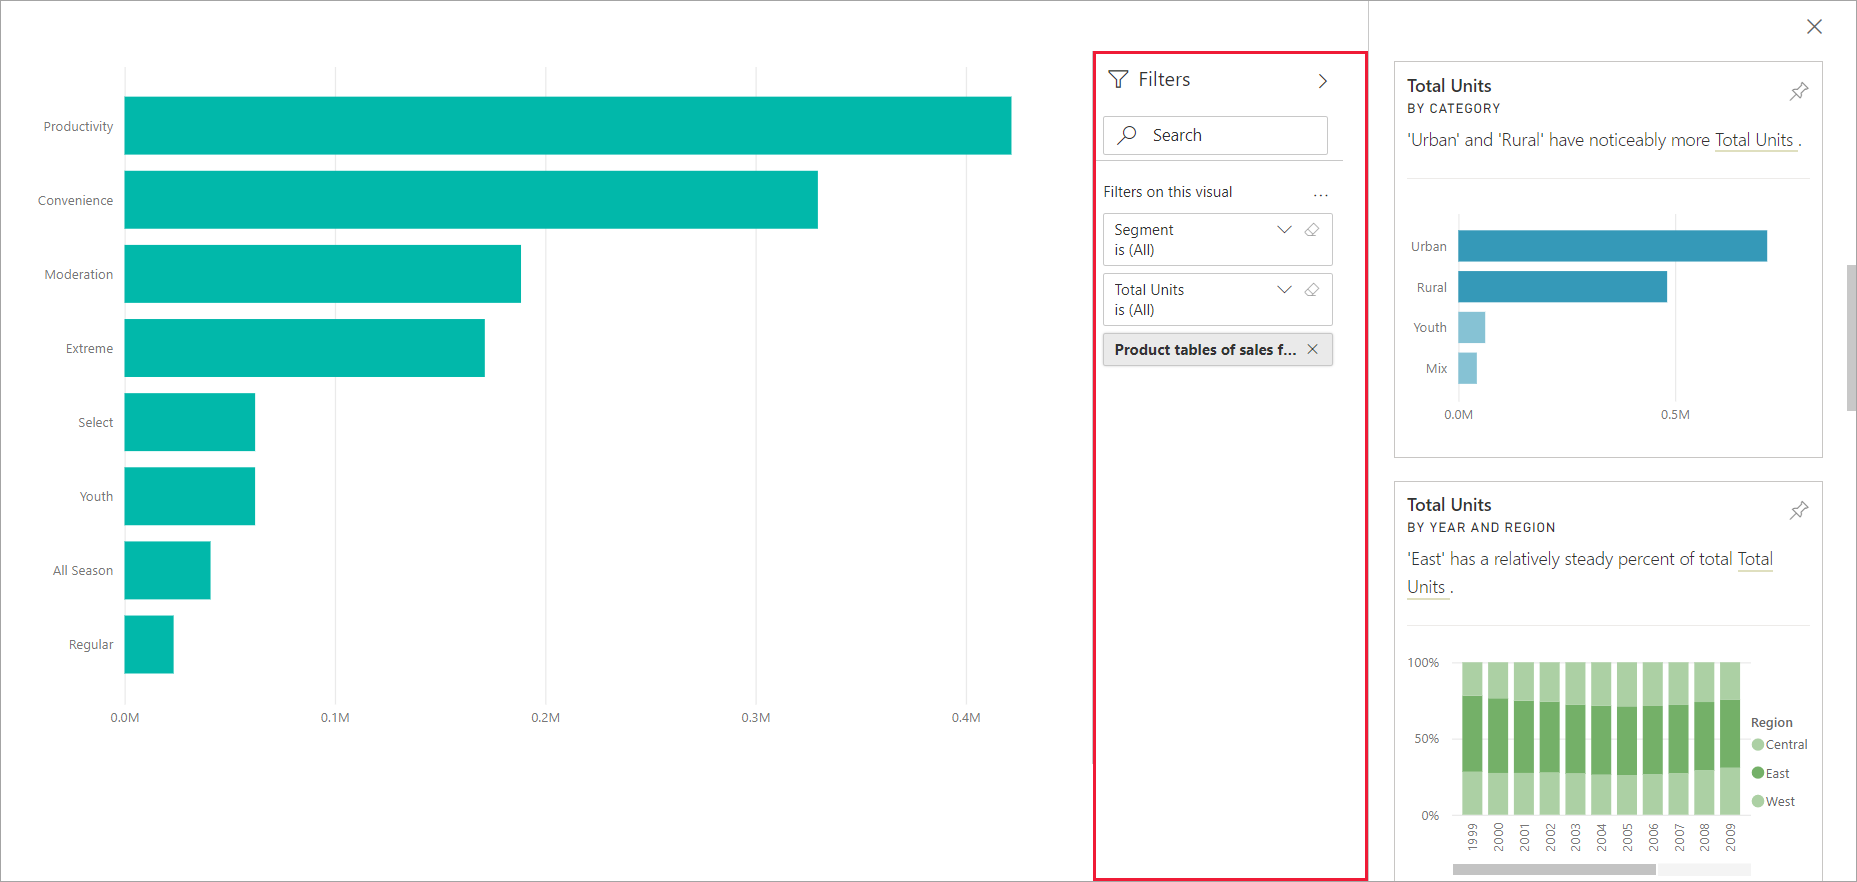 Productivity
Convenience
Moderation
Extreme
Select
Youth
All Season
Regular
0.0M
0.1M
0.2M
0.3M
0.4M
Filters
Search
Filters on this visual
...
Segment
is (All)
Total Units
is (All)
Product tables of sales f...
Total Units
BY CATEGORY
'Urban' and 'Rural' have noticeably more Total Units .
Urban
Rural
Youth
Mix
0.0M
0.5M
Total Units
BY YEAR AND REGION
'East' has a relatively steady percent of total Total
Units .
100%
50%
0%
1999
2000
2001
2002
2003
2004
2005
2006
2007
2008
2009
Region
Central
East
West